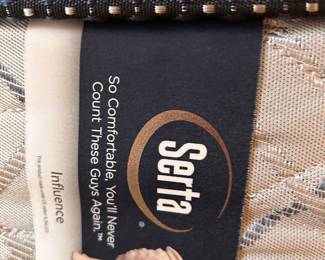 Serta®
So Comfortable, You'll Never
Count These Guys Again.™
Influence